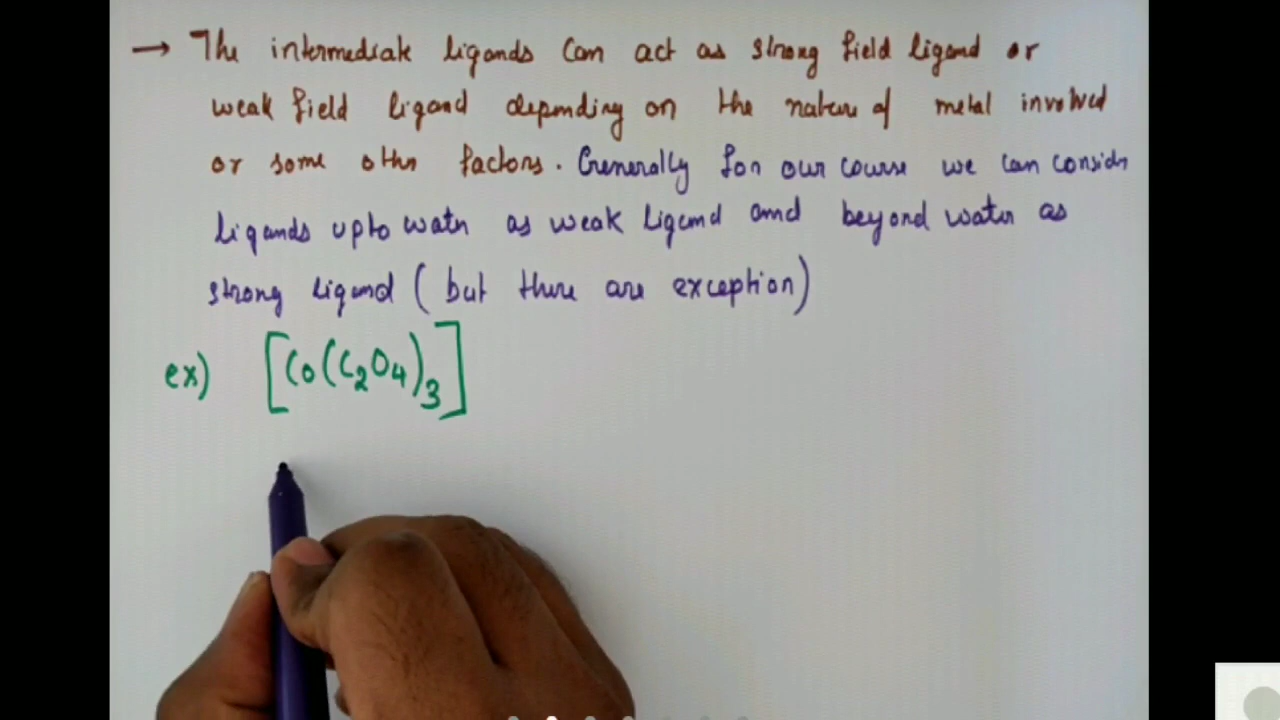 → The intermediate ligands can act as strong field ligand or
weak field ligand depending on the nature of metal involved
or some other factors. Generally for our course we can consider
ligands upto water as weak ligand and beyond water as
strong ligand (but there are exception)
ex) [Co(C₂O₄)₃]